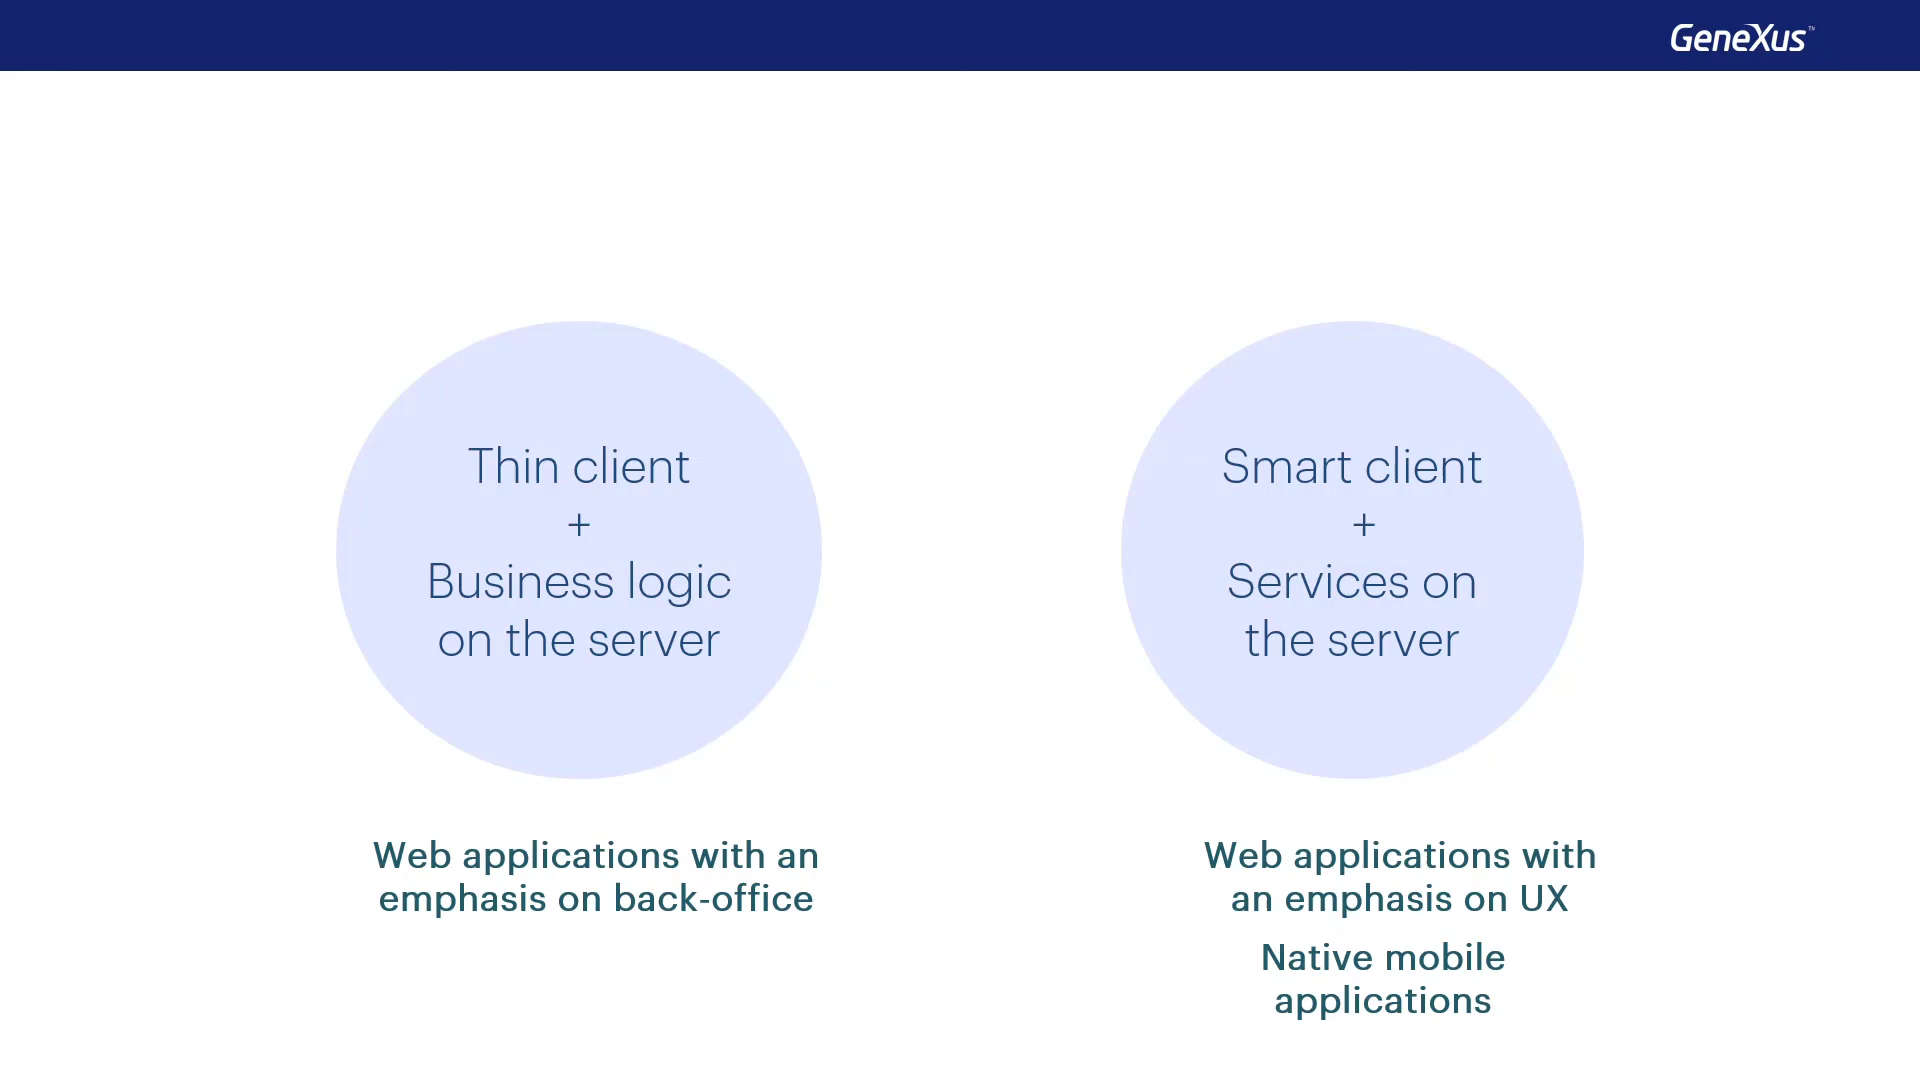 GeneXus™
Thin client
+
Business logic
on the server
Web applications with an
emphasis on back-office
Smart client
+
Services on
the server
Web applications with
an emphasis on UX
Native mobile
applications